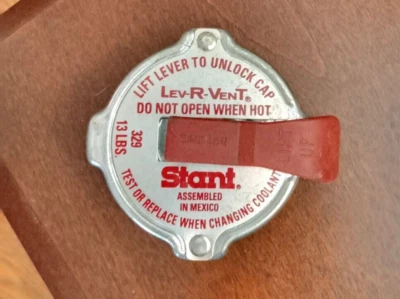 LIFT LEVER TO UNLOCK CAP
LEV-R-VENT®
DO NOT OPEN WHEN HOT
329
13 LBS.
Stant®
ASSEMBLED
IN MEXICO
TEST OR REPLACE WHEN CHANGING COOLANT